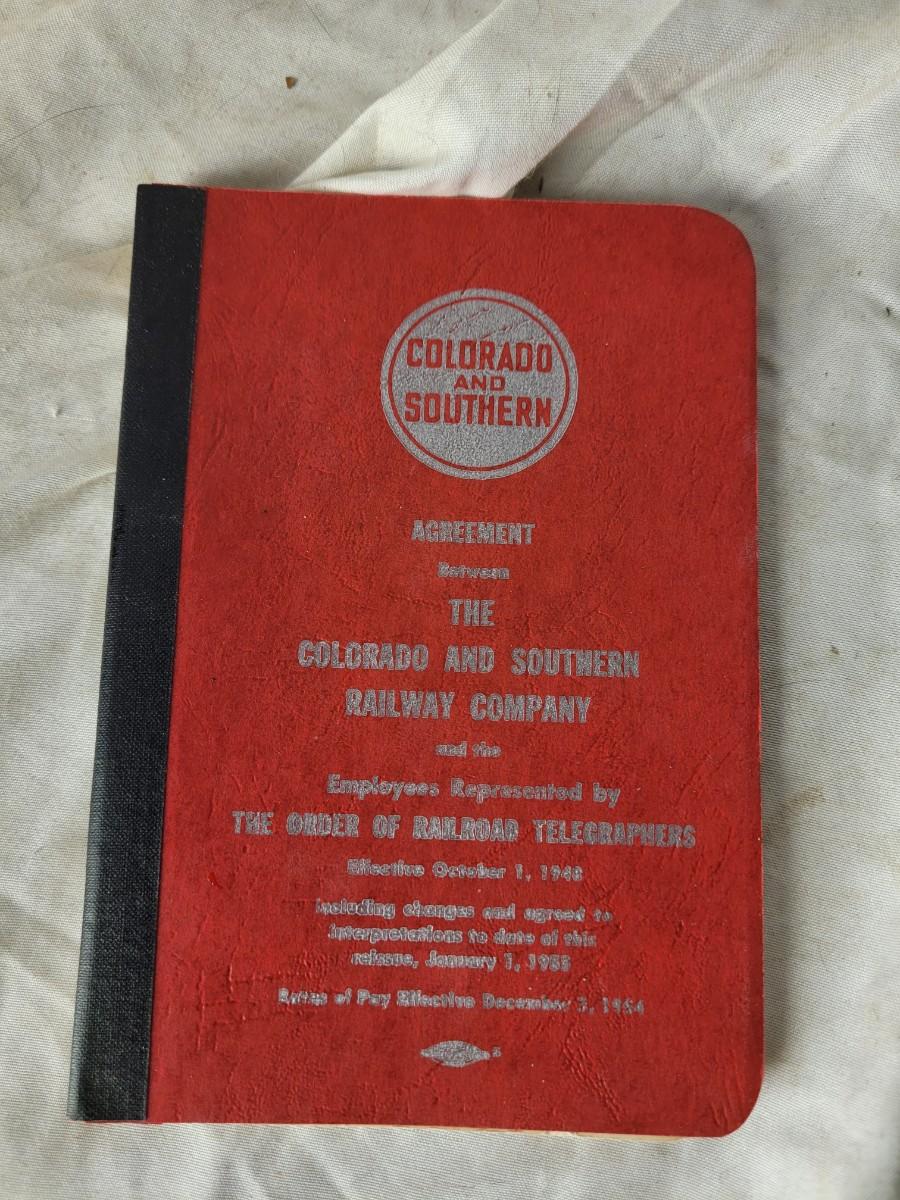 COLORADO
AND
SOUTHERN
AGREEMENT
Between
THE
COLORADO AND SOUTHERN
RAILWAY COMPANY
and the
Employees Represented by
THE ORDER OF RAILROAD TELEGRAPHERS
Effective October 1, 1948
Including changes and agreed to
interpretations to date of this
reissue, January 1, 1955
Rates of Pay Effective December 3, 1954